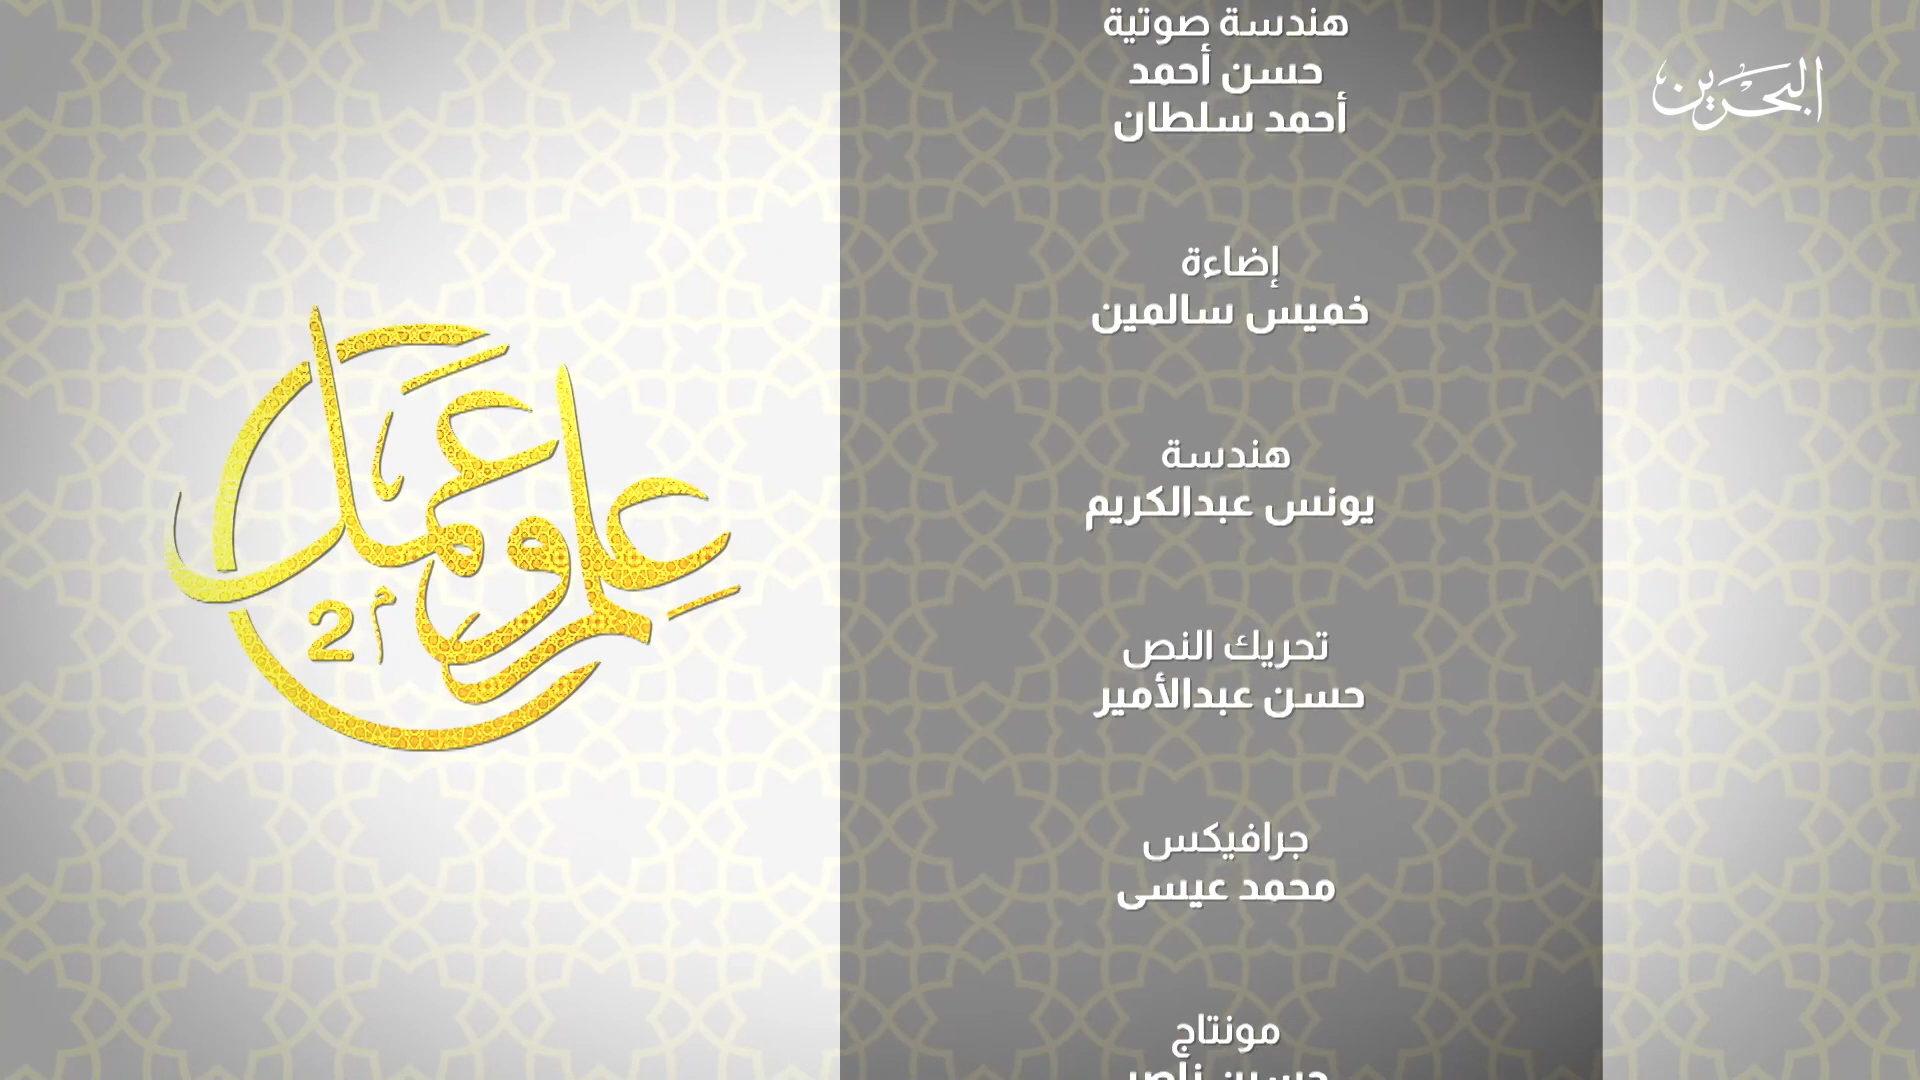 البحرين
هندسة صوتية
حسن أحمد
أحمد سلطان
إضاءة
خميس سالمين
هندسة
يونس عبدالكريم
تحريك النص
حسن عبدالأمير
جرافيكس
محمد عيسى
مونتاج
علم وعمل
م 2